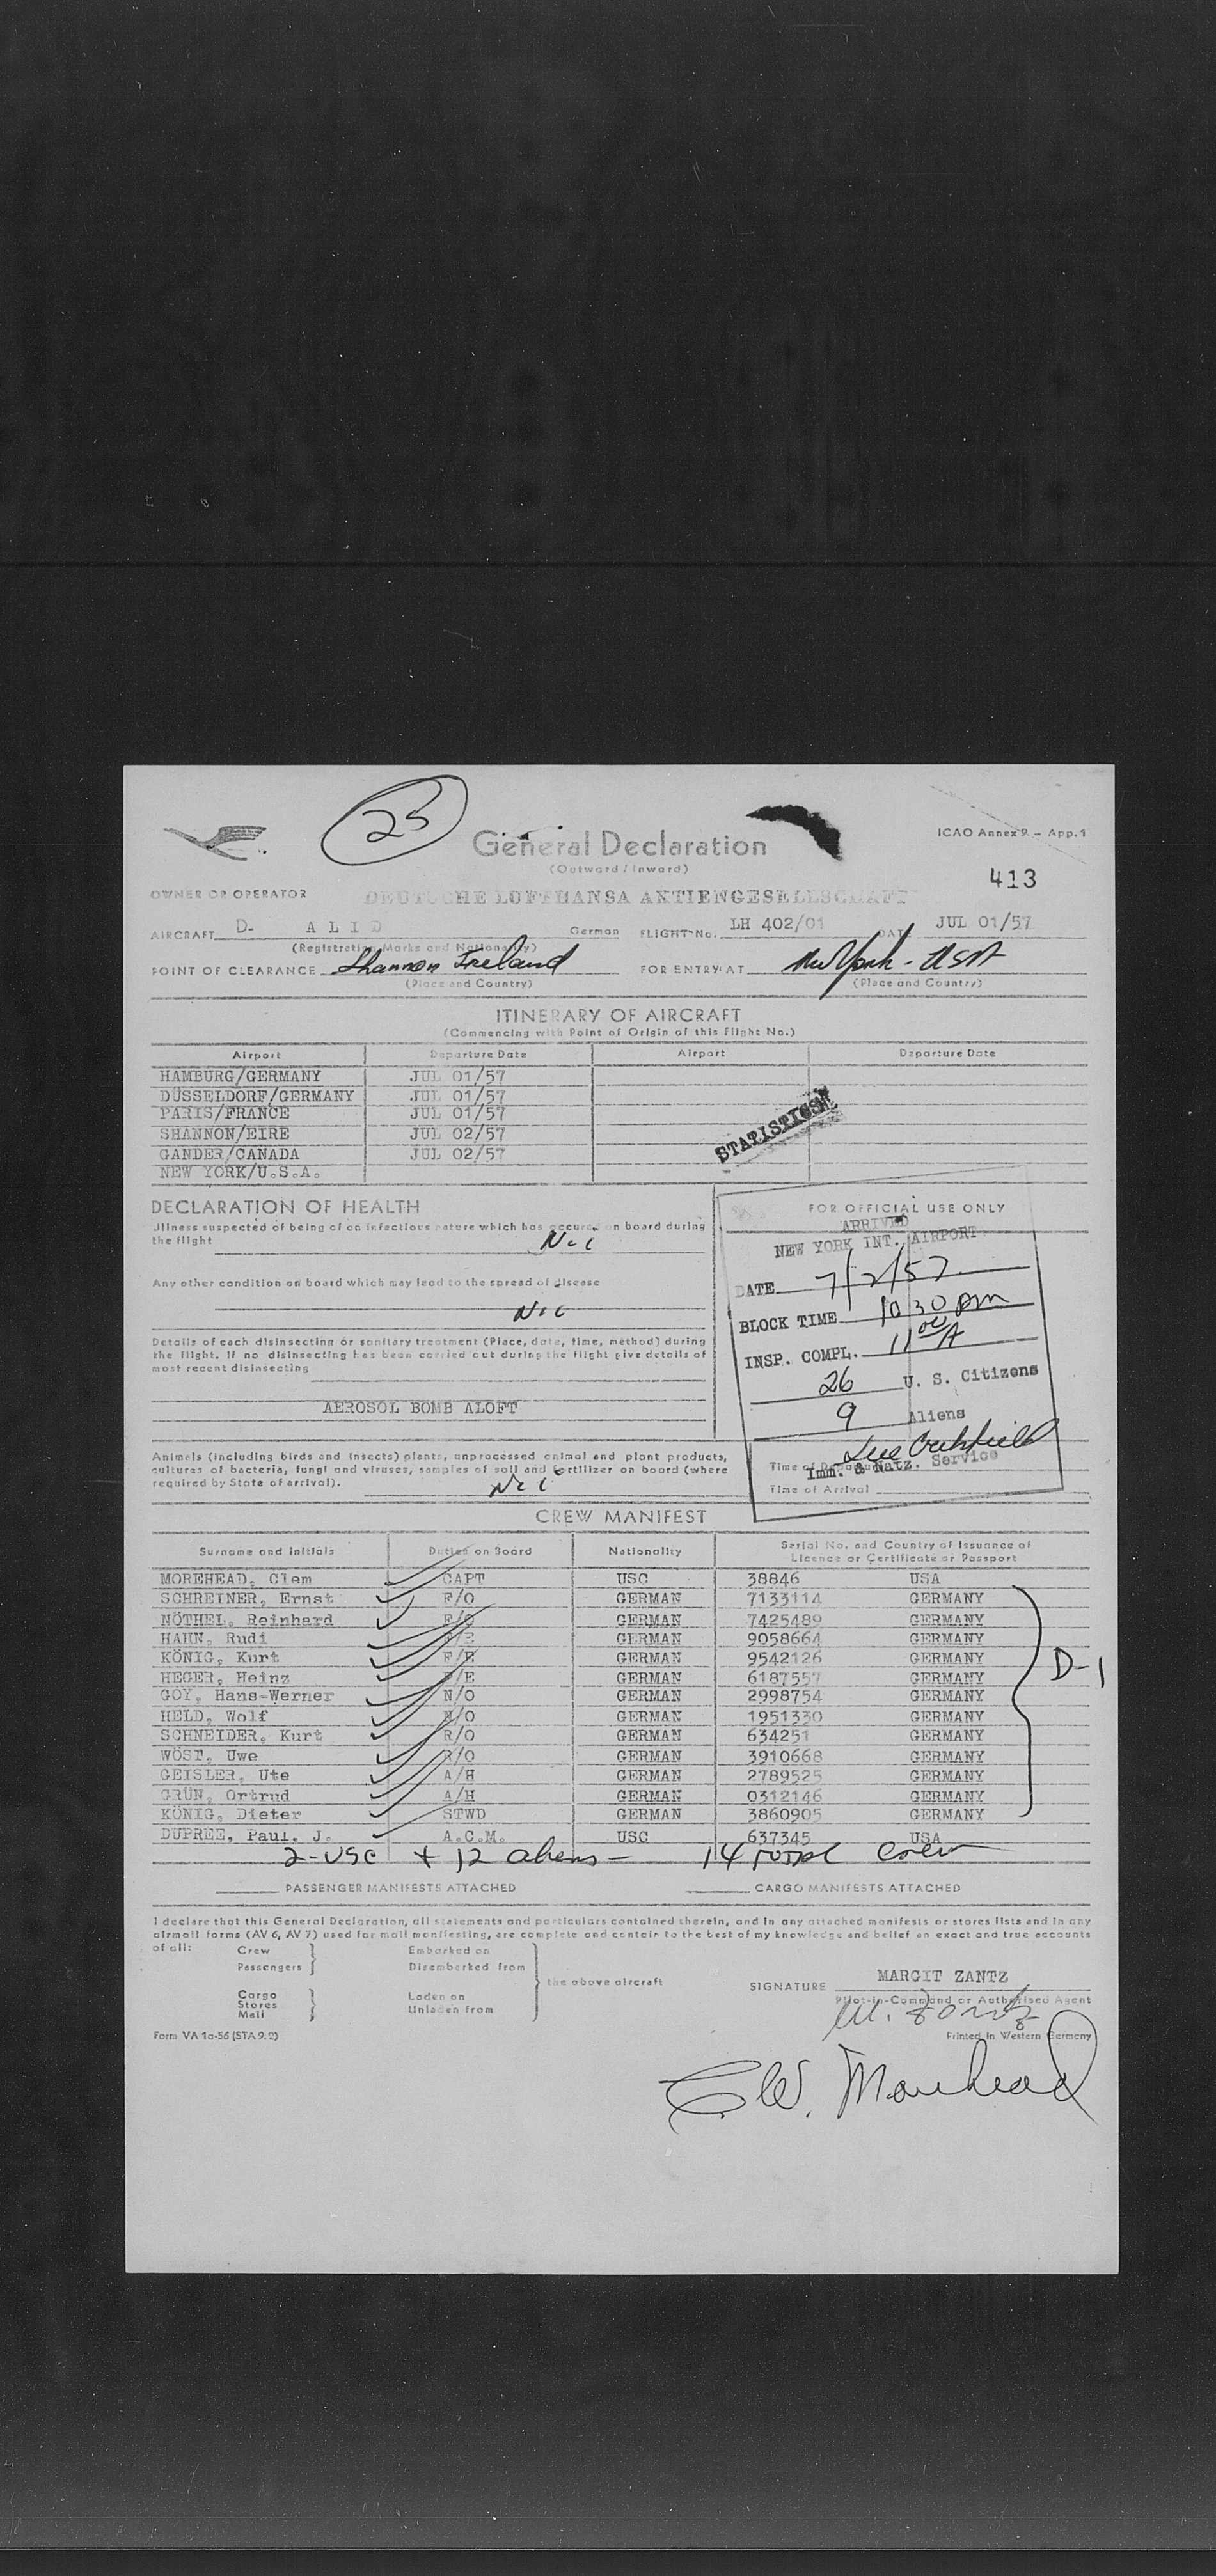 23
General Declaration
(Outward / Inward)
ICAO Annex 9 – App. 1
413
OWNER OR OPERATOR DEUTSCHE LUFTHANSA AKTIENGESELLSCHAFT
AIRCRAFT D- ALID German FLIGHT No. LH 402/01 DATE JUL 01/57
(Registration Marks and Nationality)
POINT OF CLEARANCE Shannon Ireland FOR ENTRY AT New York - USA
(Place and Country) (Place and Country)
ITINERARY OF AIRCRAFT
(Commencing with Point of Origin of this Flight No.)
Airport Departure Date Airport Departure Date
HAMBURG/GERMANY JUL 01/57
DÜSSELDORF/GERMANY JUL 01/57
PARIS/FRANCE JUL 01/57
SHANNON/EIRE JUL 02/57
GANDER/CANADA JUL 02/57
NEW YORK/U.S.A.
STATISTICS
DECLARATION OF HEALTH
Illness suspected of being of an infectious nature which has occured on board during
the flight
Nil
Any other condition on board which may lead to the spread of disease
Nil
Details of each disinsecting or sanitary treatment (Place, date, time, method) during
the flight. If no disinsecting has been carried out during the flight give details of
most recent disinsecting
AEROSOL BOMB ALOFT
Animals (including birds and insects) plants, unprocessed animal and plant products,
cultures of bacteria, fungi and viruses, samples of soil and fertilizer on board (where
required by State of arrival).
Nil
FOR OFFICIAL USE ONLY
ARRIVED
NEW YORK INT. AIRPORT
DATE 7/2/57
BLOCK TIME 10 30 pm
INSP. COMPL. 11 00 A
26 U. S. Citizens
9 Aliens
Imm. & Natz. Service
Time of Departure
Time of Arrival
CREW MANIFEST
Surname and Initials Duties on Board Nationality Serial No. and Country of Issuance of
Licence or Certificate or Passport
MOREHEAD, Clem CAPT USC 38846 USA
SCHREINER, Ernst F/O GERMAN 7133114 GERMANY
NÖTHEL, Reinhard F/O GERMAN 7425489 GERMANY
HAHN, Rudi F/E GERMAN 9058664 GERMANY
KÖNIG, Kurt F/E GERMAN 9542126 GERMANY
HEGER, Heinz F/E GERMAN 6187557 GERMANY
GOY, Hans-Werner N/O GERMAN 2998754 GERMANY
HELD, Wolf N/O GERMAN 1951330 GERMANY
SCHNEIDER, Kurt R/O GERMAN 634251 GERMANY
WÖST, Uwe R/O GERMAN 3910668 GERMANY
GEISLER, Ute A/H GERMAN 2789525 GERMANY
GRÜN, Ortrud A/H GERMAN 0312146 GERMANY
KÖNIG, Dieter STWD GERMAN 3860905 GERMANY
DUPREE, Paul. J. A.C.M. USC 637345 USA
D-1
2-USC + 12 aliens - 14 total crew
PASSENGER MANIFESTS ATTACHED CARGO MANIFESTS ATTACHED
I declare that this General Declaration, all statements and particulars contained therein, and in any attached manifests or stores lists and in any
airmail forms (AV 6, AV 7) used for mail manifesting, are complete and contain to the best of my knowledge and belief an exact and true accounts
of all: Crew Embarked on
Passengers Disembarked from
the above aircraft
Cargo Loaden on
Stores
Mail Unladen from
SIGNATURE MARGIT ZANTZ
Pilot-in-Command or Authorised Agent
M. Zantz
Form VA 1a-56 (STA 9.2) Printed in Western Germany
C.W. Morehead